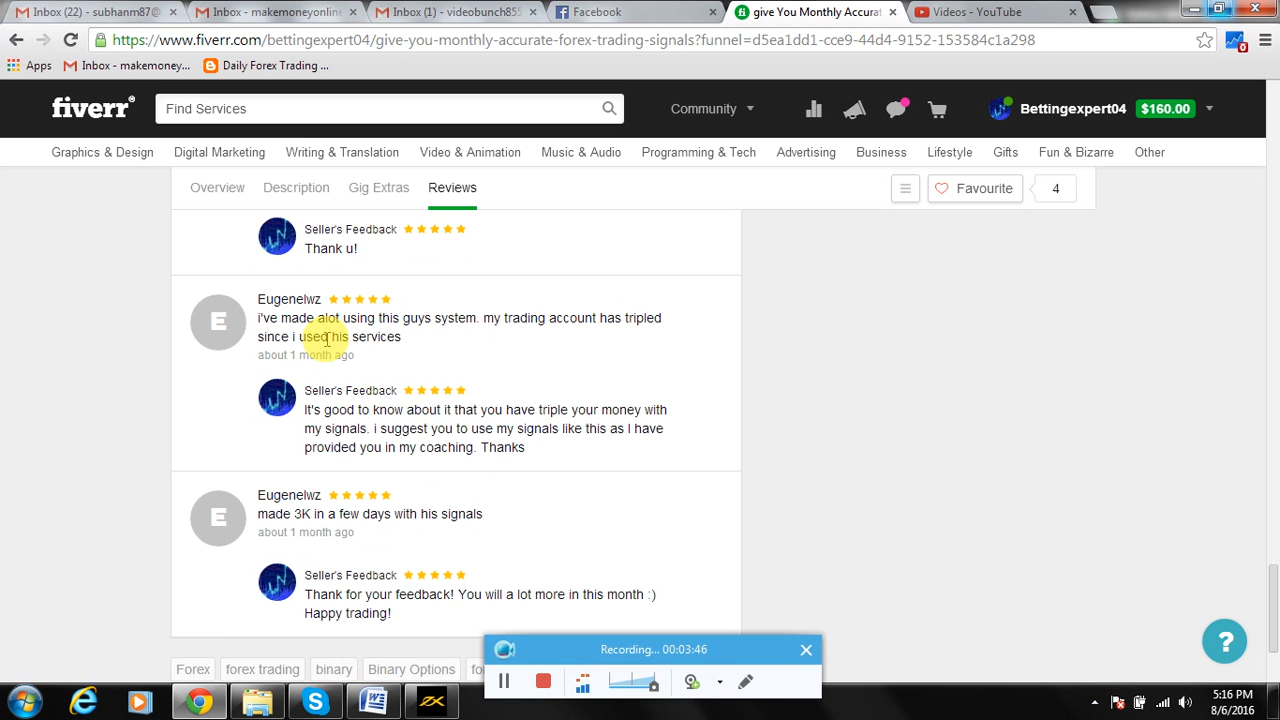 Inbox (22) - subhanm87@
Inbox - makemoneyonline
Inbox (1) - videobunch855
Facebook
give You Monthly Accurat
Videos - YouTube
https://www.fiverr.com/bettingexpert04/give-you-monthly-accurate-forex-trading-signals?funnel=d5ea1dd1-cce9-44d4-9152-153584c1a298
0
Apps
Inbox - makemoney...
Daily Forex Trading ...
fiverr®
Find Services
Community
Bettingexpert04
$160.00
Graphics & Design
Digital Marketing
Writing & Translation
Video & Animation
Music & Audio
Programming & Tech
Advertising
Business
Lifestyle
Gifts
Fun & Bizarre
Other
Overview
Description
Gig Extras
Reviews
Favourite
4
Seller's Feedback
Thank u!
E
Eugenelwz
i've made alot using this guys system. my trading account has tripled
since i used his services
about 1 month ago
Seller's Feedback
It's good to know about it that you have triple your money with
my signals. i suggest you to use my signals like this as I have
provided you in my coaching. Thanks
E
Eugenelwz
made 3K in a few days with his signals
about 1 month ago
Seller's Feedback
Thank for your feedback! You will a lot more in this month :)
Happy trading!
Recording... 00:03:46
Forex
forex trading
binary
Binary Options
?
5:16 PM
8/6/2016